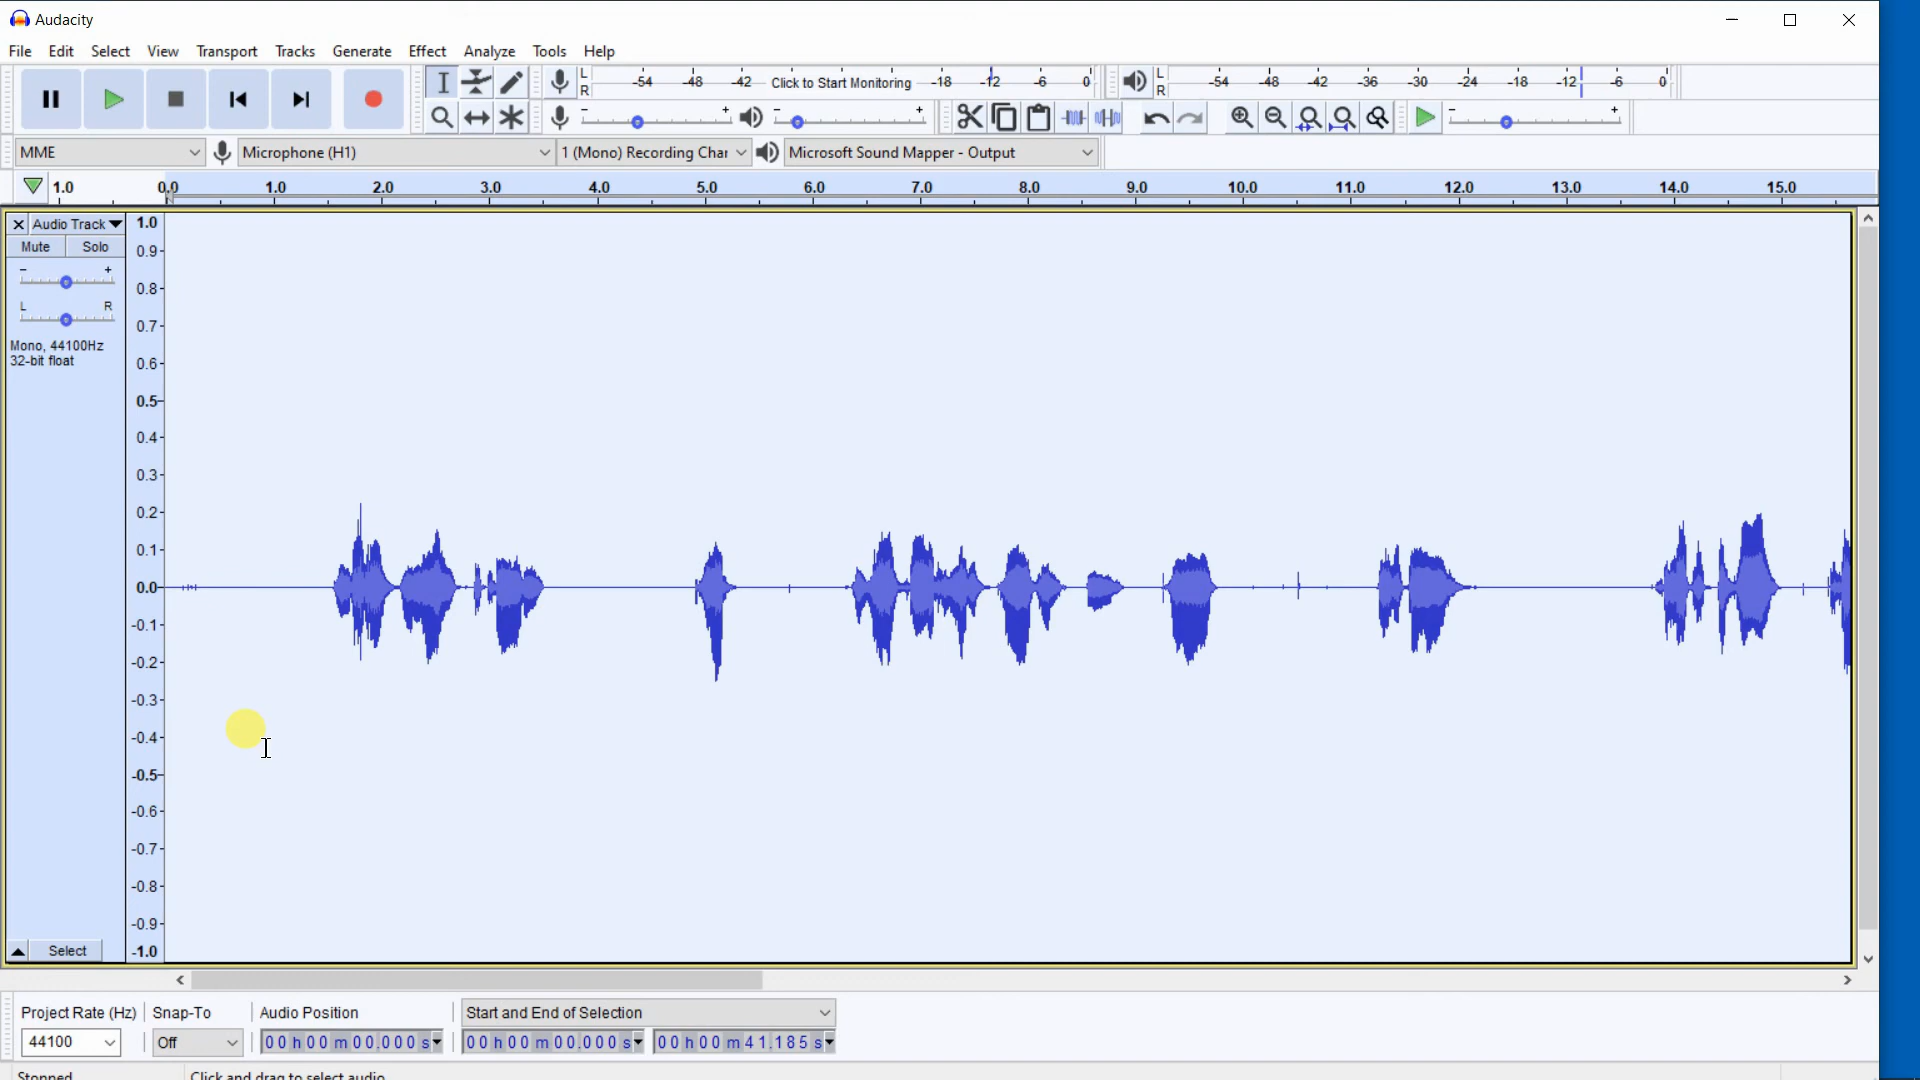 Audacity
File Edit Select View Transport Tracks Generate Effect Analyze Tools Help
L R -54 -48 -42 Click to Start Monitoring -18 -12 -6 0 L R -54 -48 -42 -36 -30 -24 -18 -12 -6 0
- + - + - +
MME Microphone (H1) 1 (Mono) Recording Char Microsoft Sound Mapper - Output
1.0 0.0 1.0 2.0 3.0 4.0 5.0 6.0 7.0 8.0 9.0 10.0 11.0 12.0 13.0 14.0 15.0
Audio Track 1.0
Mute Solo 0.9
- + 0.8
L R 0.7
Mono, 44100Hz
32-bit float 0.6
0.5
0.4
0.3
0.2
0.1
0.0
-0.1
-0.2
-0.3
-0.4
-0.5
-0.6
-0.7
-0.8
-0.9
Select -1.0
Project Rate (Hz) Snap-To Audio Position Start and End of Selection
44100 Off 00 h 00 m 00.000 s 00 h 00 m 00.000 s 00 h 00 m 41.185 s
Stopped. Click and drag to select audio